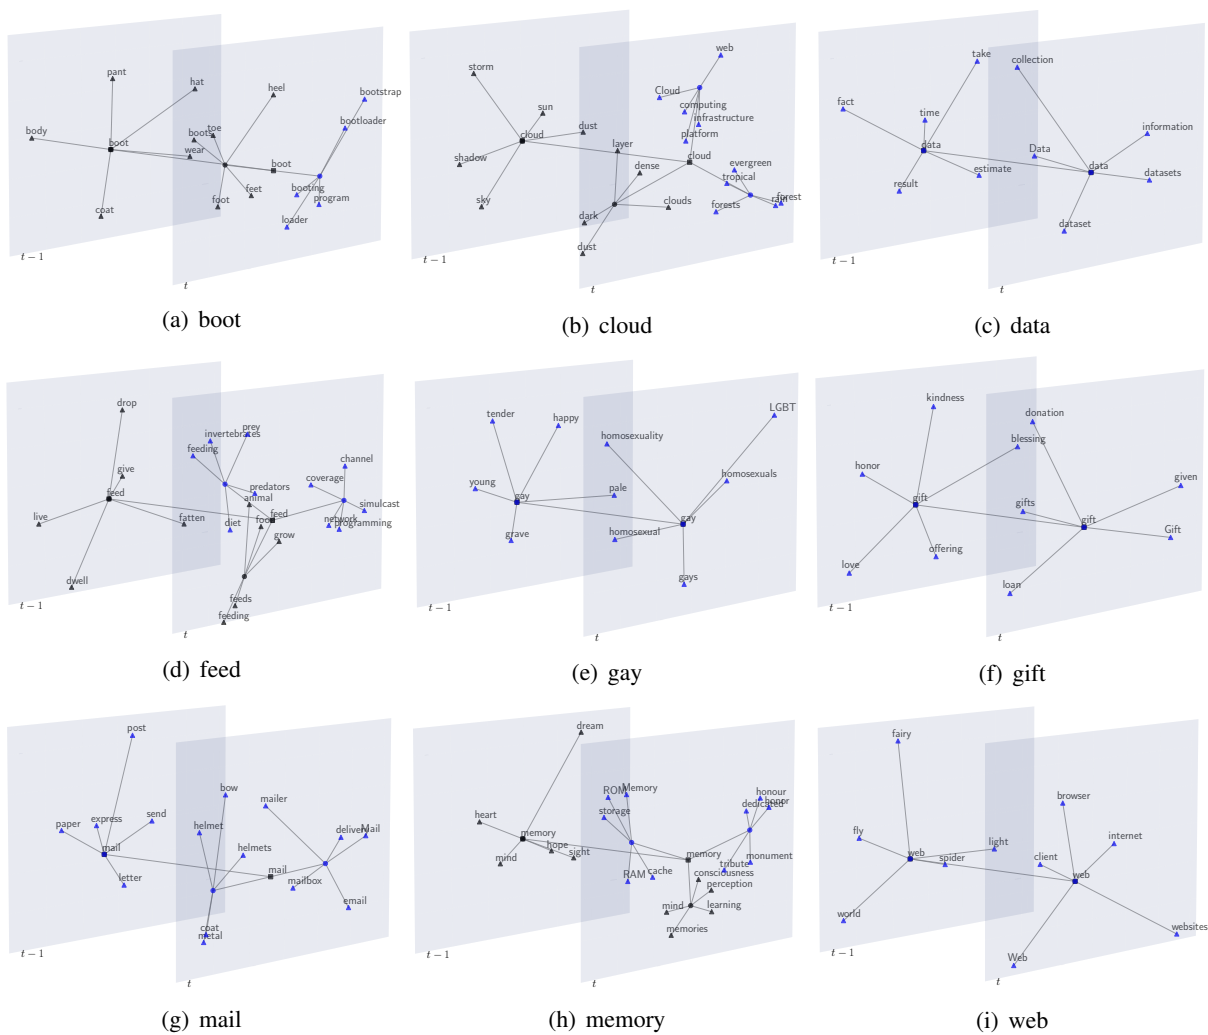 pant
hat
heel
bootstrap
bootloader
body
boot
boots
toe
wear
boot
booting
program
coat
foot
feet
loader
t − 1
t
(a) boot
storm
web
Cloud
computing
sun
infrastructure
dust
platform
cloud
layer
cloud
shadow
dense
evergreen
tropical
sky
clouds
forests
rain
forest
dark
dust
t − 1
t
(b) cloud
take
collection
fact
time
information
data
Data
data
estimate
datasets
result
dataset
t − 1
t
(c) data
drop
prey
invertebrates
feeding
channel
give
coverage
feed
predators
animal
simulcast
live
fatten
diet
food
feed
network
programming
grow
dwell
feeds
feeding
t − 1
t
(d) feed
LGBT
tender
happy
homosexuality
young
homosexuals
gay
pale
gay
grave
homosexual
gays
t − 1
t
(e) gay
kindness
donation
blessing
honor
given
gift
gifts
gift
Gift
love
offering
loan
t − 1
t
(f) gift
post
bow
mailer
paper
express
send
helmet
delivery
Mail
mail
helmets
letter
mail
mailbox
email
coat
metal
t − 1
t
(g) mail
dream
ROM
Memory
honour
honor
heart
storage
dedicated
memory
hope
mind
sight
memory
tribute
monument
RAM
cache
consciousness
perception
mind
learning
memories
t − 1
t
(h) memory
fairy
browser
fly
light
internet
web
spider
client
web
world
websites
Web
t − 1
t
(i) web